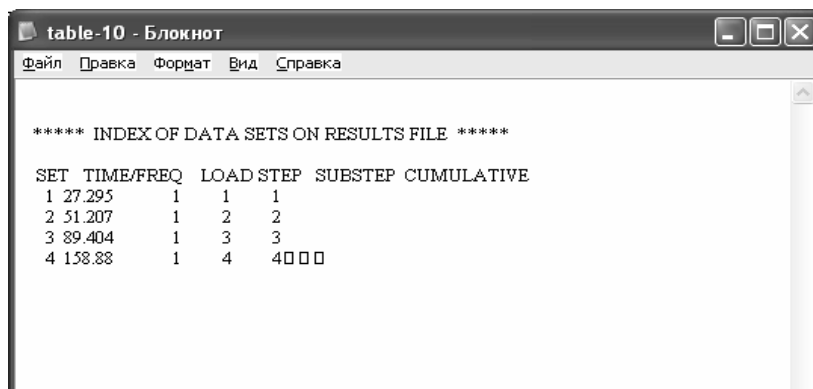 table-10 - Блокнот
Файл Правка Формат Вид Справка
***** INDEX OF DATA SETS ON RESULTS FILE *****
SET TIME/FREQ LOAD STEP SUBSTEP CUMULATIVE
1 27.295 1 1 1
2 51.207 1 2 2
3 89.404 1 3 3
4 158.88 1 4 4▯▯▯